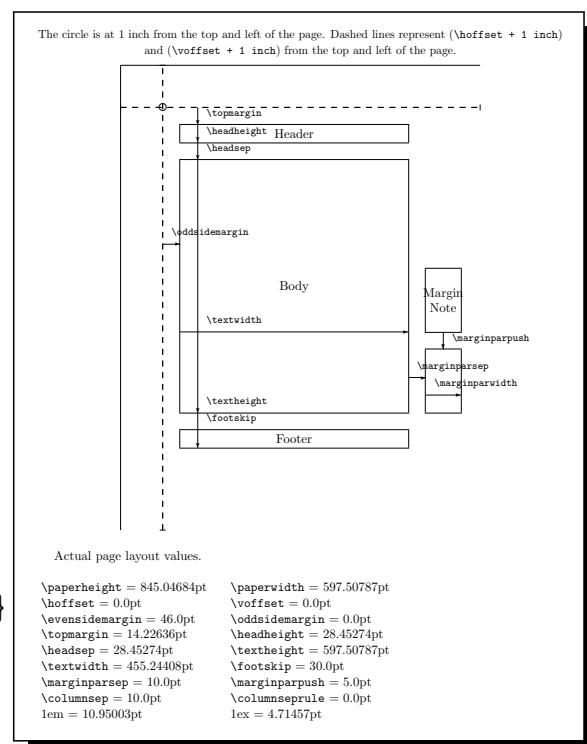 The circle is at 1 inch from the top and left of the page. Dashed lines represent (\hoffset + 1 inch)
and (\voffset + 1 inch) from the top and left of the page.
\topmargin
\headheight
Header
\headsep
\oddsidemargin
Body
Margin
Note
\textwidth
\marginparpush
\marginparsep
\marginparwidth
\textheight
\footskip
Footer
Actual page layout values.
\paperheight = 845.04684pt \paperwidth = 597.50787pt
\hoffset = 0.0pt \voffset = 0.0pt
\evensidemargin = 46.0pt \oddsidemargin = 0.0pt
\topmargin = 14.22636pt \headheight = 28.45274pt
\headsep = 28.45274pt \textheight = 597.50787pt
\textwidth = 455.24408pt \footskip = 30.0pt
\marginparsep = 10.0pt \marginparpush = 5.0pt
\columnsep = 10.0pt \columnseprule = 0.0pt
1em = 10.95003pt 1ex = 4.71457pt